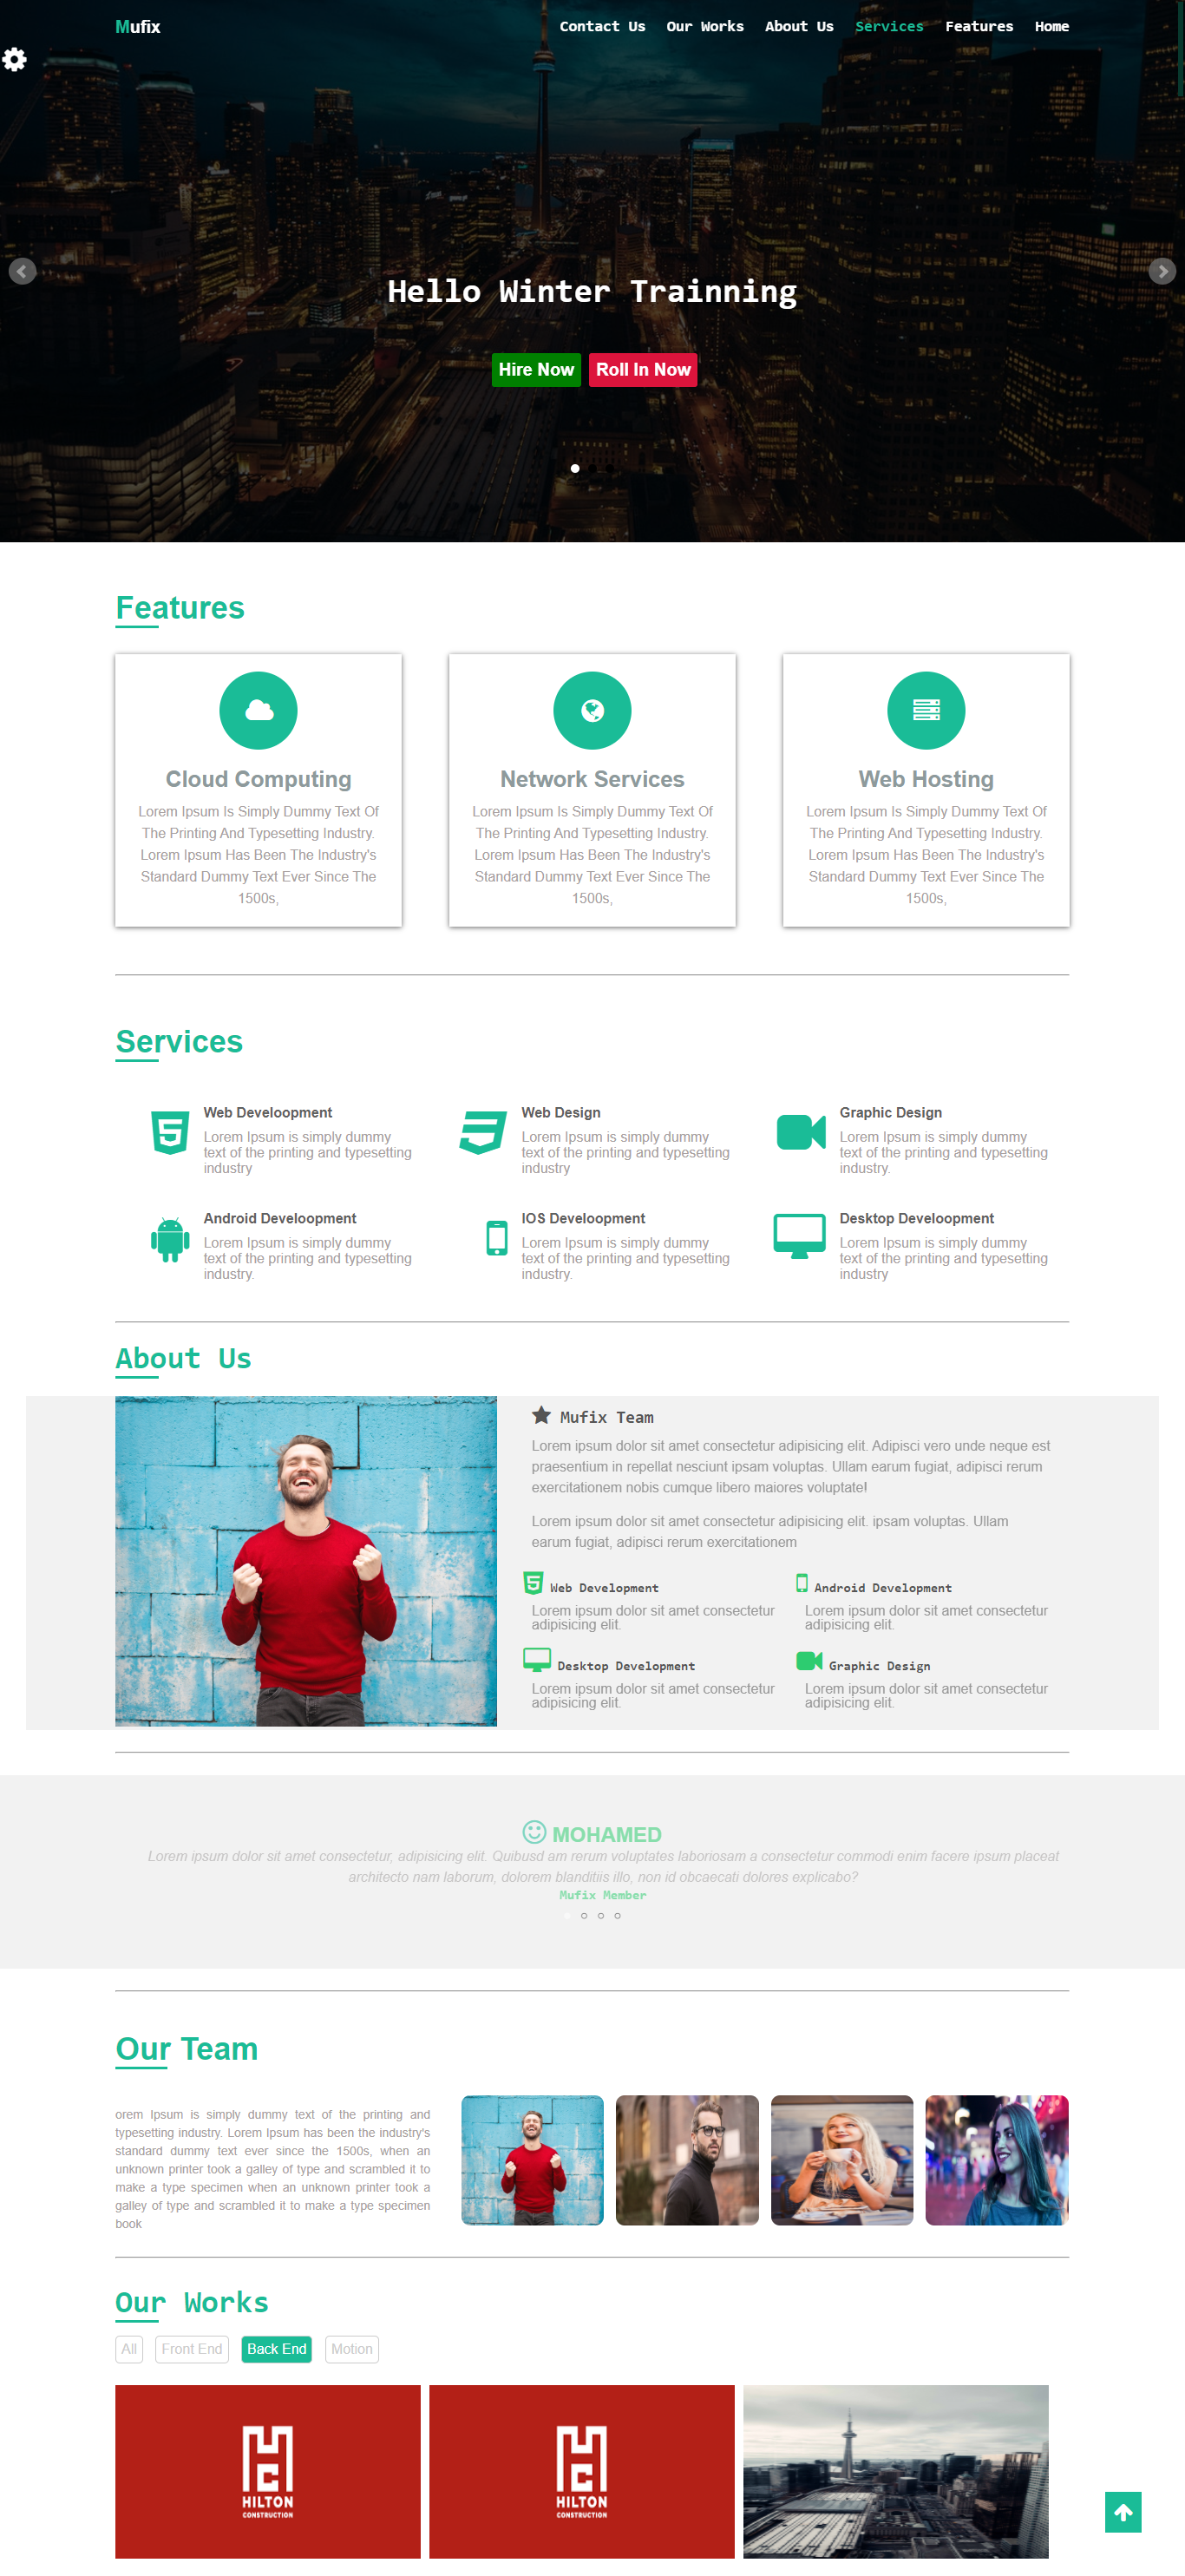 Mufix
Contact Us Our Works About Us Services Features Home
Hello Winter Trainning
Hire Now Roll In Now
Features
Cloud Computing
Lorem Ipsum Is Simply Dummy Text Of
The Printing And Typesetting Industry.
Lorem Ipsum Has Been The Industry's
Standard Dummy Text Ever Since The
1500s,
Network Services
Lorem Ipsum Is Simply Dummy Text Of
The Printing And Typesetting Industry.
Lorem Ipsum Has Been The Industry's
Standard Dummy Text Ever Since The
1500s,
Web Hosting
Lorem Ipsum Is Simply Dummy Text Of
The Printing And Typesetting Industry.
Lorem Ipsum Has Been The Industry's
Standard Dummy Text Ever Since The
1500s,
Services
Web Develoopment
Lorem Ipsum is simply dummy
text of the printing and typesetting
industry
Web Design
Lorem Ipsum is simply dummy
text of the printing and typesetting
industry
Graphic Design
Lorem Ipsum is simply dummy
text of the printing and typesetting
industry.
Android Develoopment
Lorem Ipsum is simply dummy
text of the printing and typesetting
industry.
IOS Develoopment
Lorem Ipsum is simply dummy
text of the printing and typesetting
industry.
Desktop Develoopment
Lorem Ipsum is simply dummy
text of the printing and typesetting
industry
About Us
Mufix Team
Lorem ipsum dolor sit amet consectetur adipisicing elit. Adipisci vero unde neque est
praesentium in repellat nesciunt ipsam voluptas. Ullam earum fugiat, adipisci rerum
exercitationem nobis cumque libero maiores voluptate!
Lorem ipsum dolor sit amet consectetur adipisicing elit. ipsam voluptas. Ullam
earum fugiat, adipisci rerum exercitationem
Web Development
Lorem ipsum dolor sit amet consectetur
adipisicing elit.
Android Development
Lorem ipsum dolor sit amet consectetur
adipisicing elit.
Desktop Development
Lorem ipsum dolor sit amet consectetur
adipisicing elit.
Graphic Design
Lorem ipsum dolor sit amet consectetur
adipisicing elit.
MOHAMED
Lorem ipsum dolor sit amet consectetur, adipisicing elit. Quibusd am rerum voluptates laboriosam a consectetur commodi enim facere ipsum placeat
architecto nam laborum, dolorem blanditiis illo, non id obcaecati dolores explicabo?
Mufix Member
Our Team
orem Ipsum is simply dummy text of the printing and
typesetting industry. Lorem Ipsum has been the industry's
standard dummy text ever since the 1500s, when an
unknown printer took a galley of type and scrambled it to
make a type specimen when an unknown printer took a
galley of type and scrambled it to make a type specimen
book
Our Works
All Front End Back End Motion
HILTON
CONSTRUCTION
HILTON
CONSTRUCTION